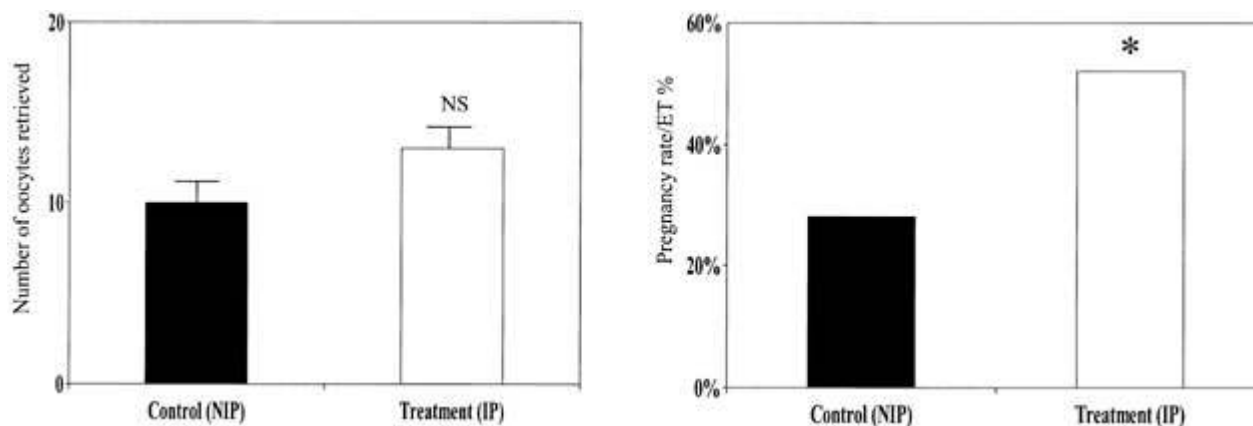 Number of oocytes retrieved
20
10
0
NS
Control (NIP)
Treatment (IP)
Pregnancy rate/ET %
60%
40%
20%
0%
*
Control (NIP)
Treatment (IP)